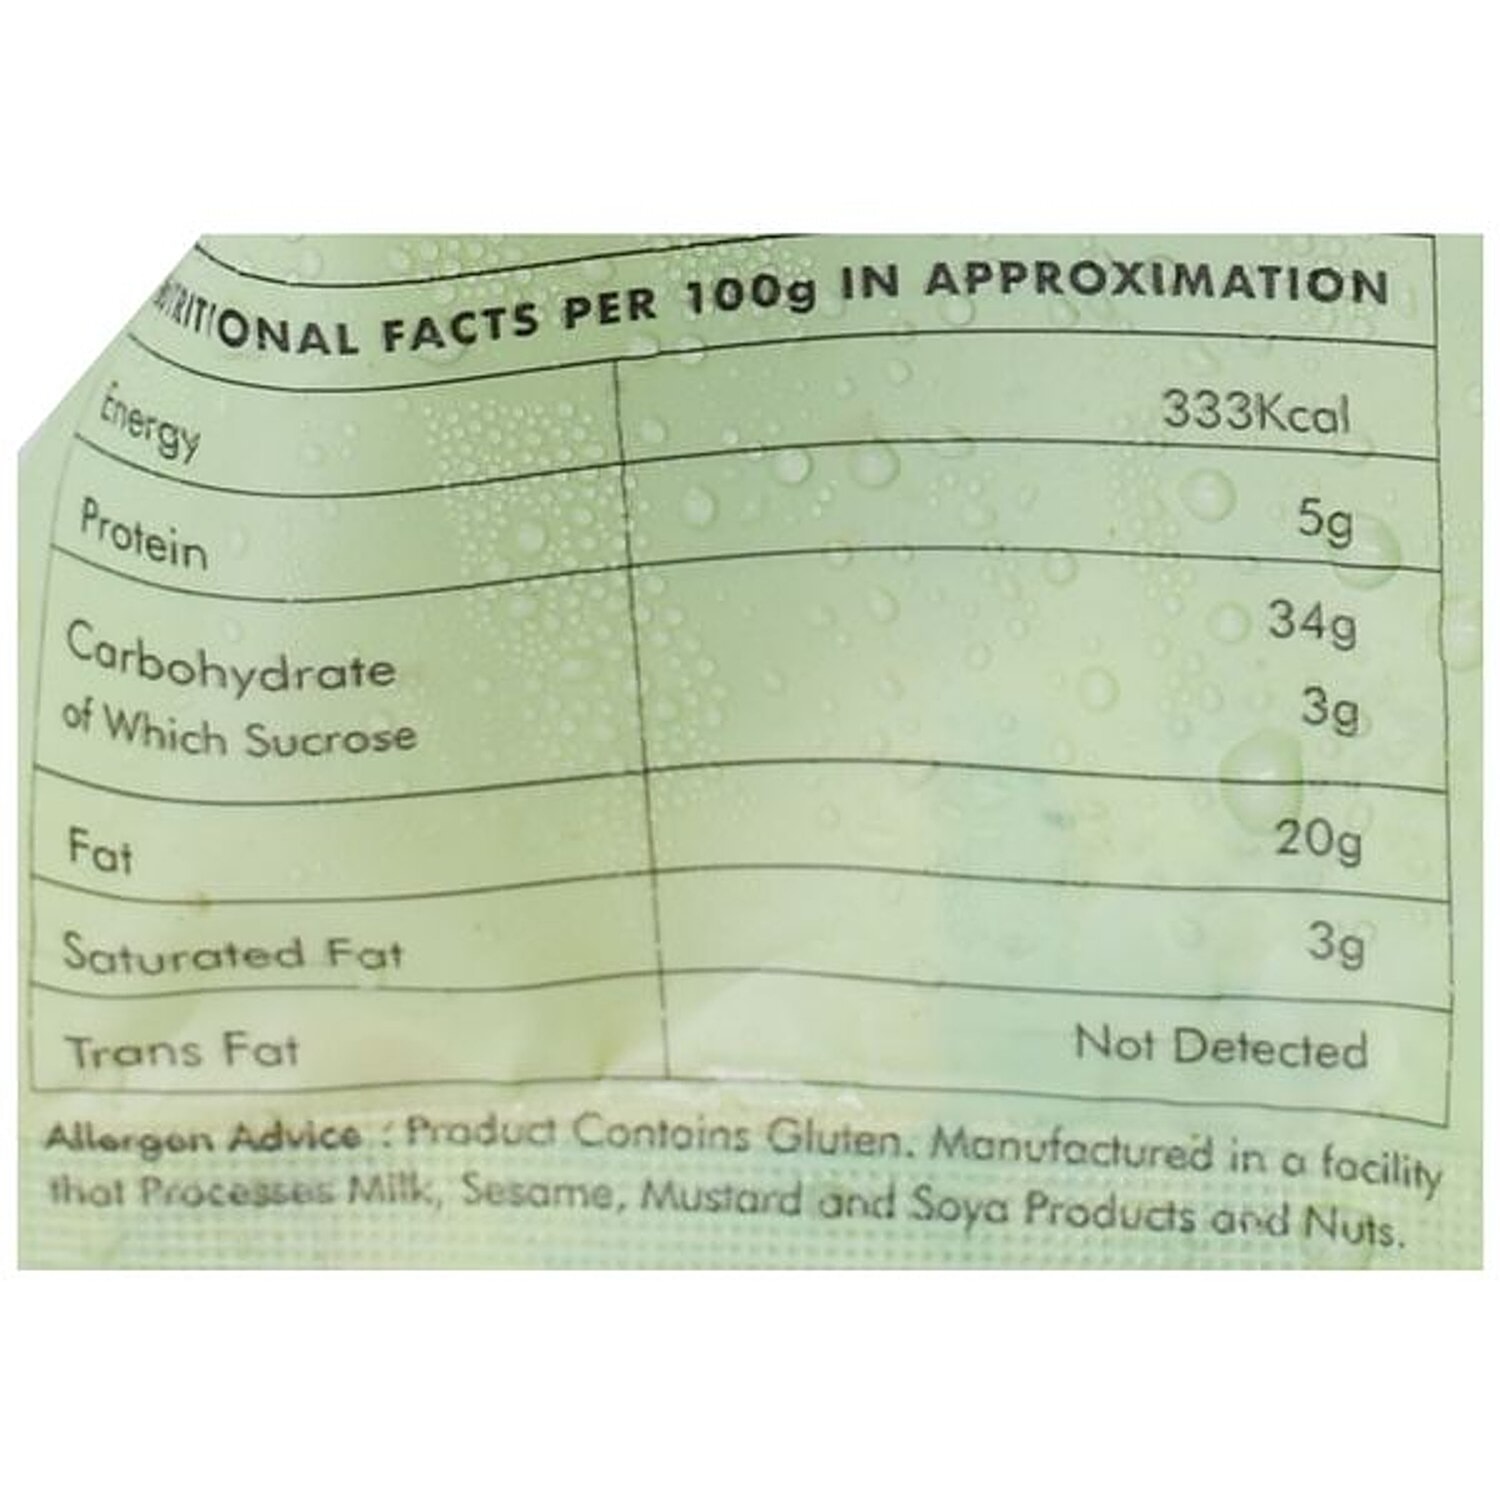 NUTRITIONAL FACTS PER 100g IN APPROXIMATION
Energy 333Kcal
Protein 5g
Carbohydrate 34g
of Which Sucrose 3g
Fat 20g
Saturated Fat 3g
Trans Fat Not Detected
Allergen Advice : Product Contains Gluten. Manufactured in a facility
that Processes Milk, Sesame, Mustard and Soya Products and Nuts.